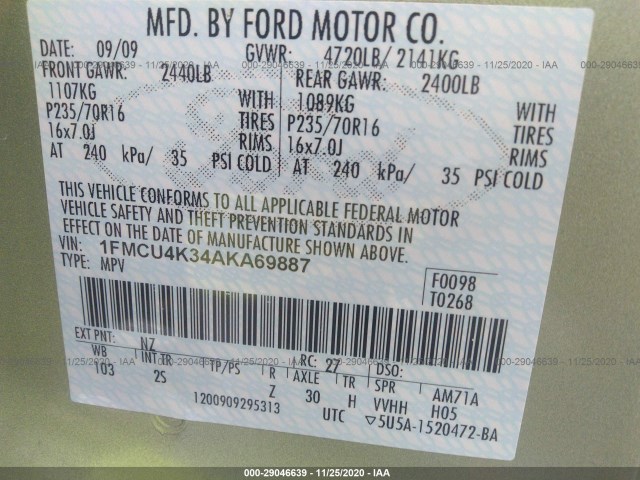 MFD. BY FORD MOTOR CO.
DATE: 09/09 GVWR: 4720LB/ 2141KG
FRONT GAWR: 2440LB REAR GAWR: 2400LB
1107KG WITH 1089KG WITH
P235/70R16 TIRES P235/70R16 TIRES
16x7.0J RIMS 16x7.0J RIMS
AT 240 kPa/ 35 PSI COLD AT 240 kPa/ 35 PSI COLD
THIS VEHICLE CONFORMS TO ALL APPLICABLE FEDERAL MOTOR
VEHICLE SAFETY AND THEFT PREVENTION STANDARDS IN
EFFECT ON THE DATE OF MANUFACTURE SHOWN ABOVE.
VIN: 1FMCU4K34AKA69887
TYPE: MPV
F0098
T0268
EXT PNT: NZ RC: 27 DSO:
WB INT TR TP/PS R AXLE TR SPR AM71A
103 2S Z 30 H VVHH H05
1200909295313 UTC ▽5U5A-1520472-BA
000-29046639 - 11/25/2020 - IAA